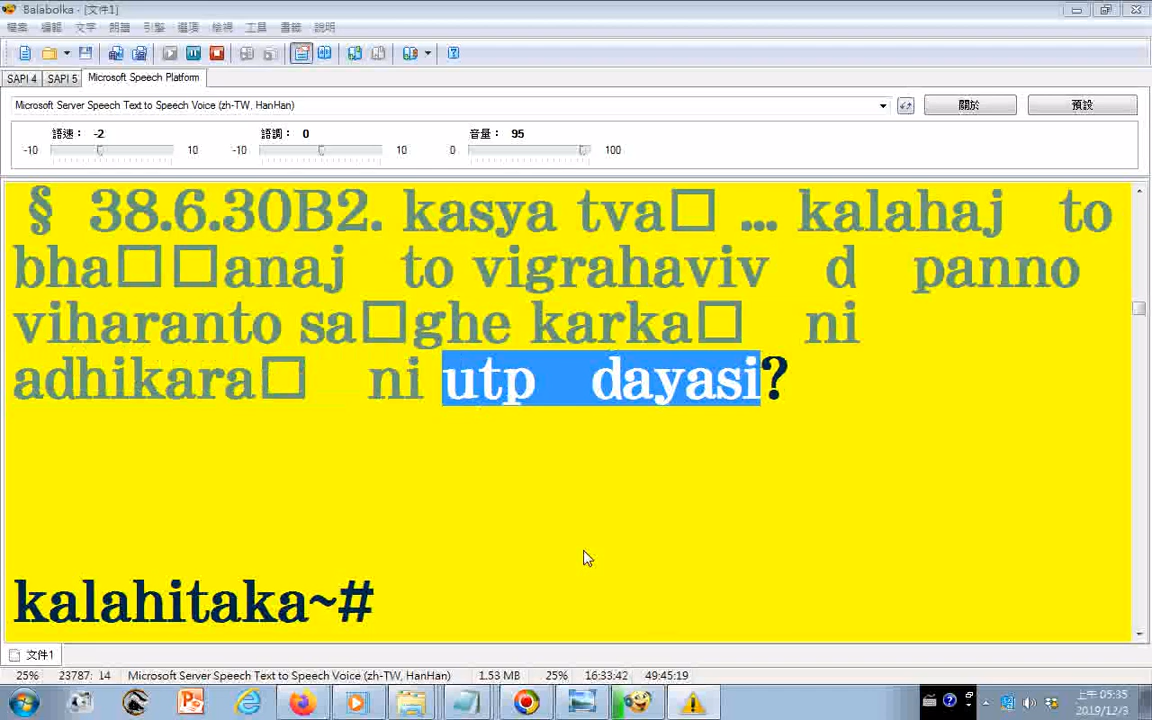 Balabolka - [文件1]
檔案 編輯 文字 朗讀 引擎 選項 檢視 工具 書籤 說明
SAPI 4 SAPI 5 Microsoft Speech Platform
Microsoft Server Speech Text to Speech Voice (zh-TW, HanHan) 關於 預設
語速： -2 語調： 0 音量： 95
-10 10 -10 10 0 100
§ 38.6.30B2. kasya tva□ ... kalahaj to
bha□□anaj to vigrahaviv d panno
viharanto sa□ghe karka□ ni
adhikara□ ni utp dayasi?
kalahitaka~#
文件1
25% 23787: 14 Microsoft Server Speech Text to Speech Voice (zh-TW, HanHan) 1.53 MB 25% 16:33:42 49:45:19
上午 05:35
2019/12/3